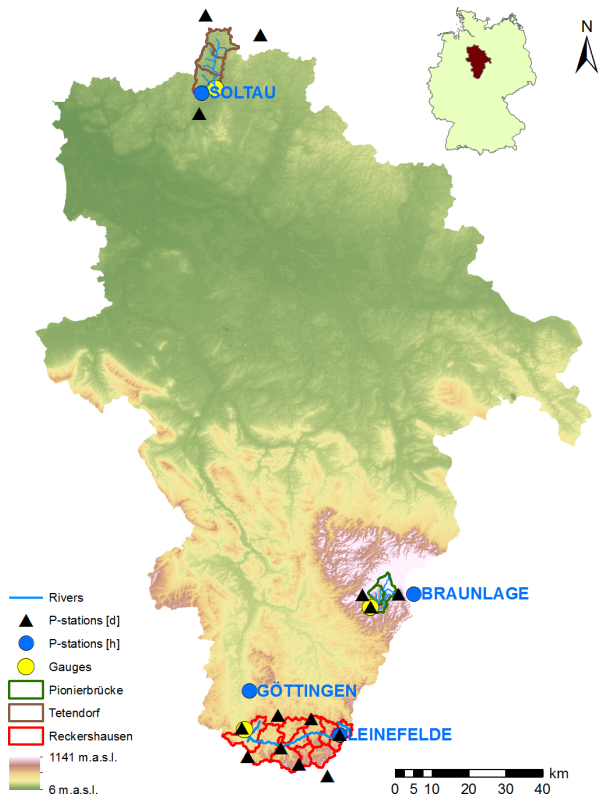 N
SOLTAU
BRAUNLAGE
GÖTTINGEN
LEINEFELDE
Rivers
P-stations [d]
P-stations [h]
Gauges
Pionierbrücke
Tetendorf
Reckershausen
1141 m.a.s.l.
6 m.a.s.l.
0 5 10 20 30 40 km